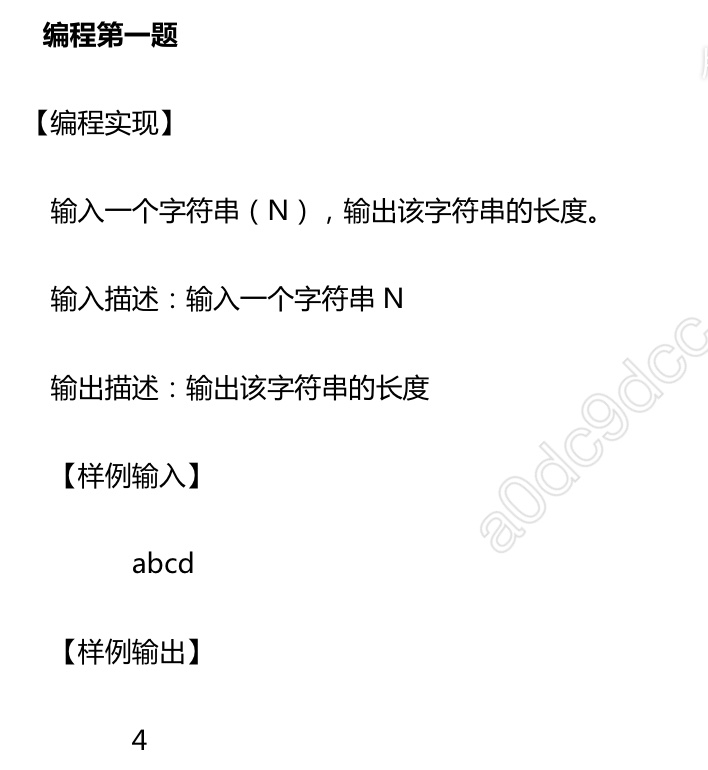 编程第一题
【编程实现】
输入一个字符串（N），输出该字符串的长度。
输入描述：输入一个字符串 N
输出描述：输出该字符串的长度
【样例输入】
abcd
【样例输出】
4
a0dc9dcc